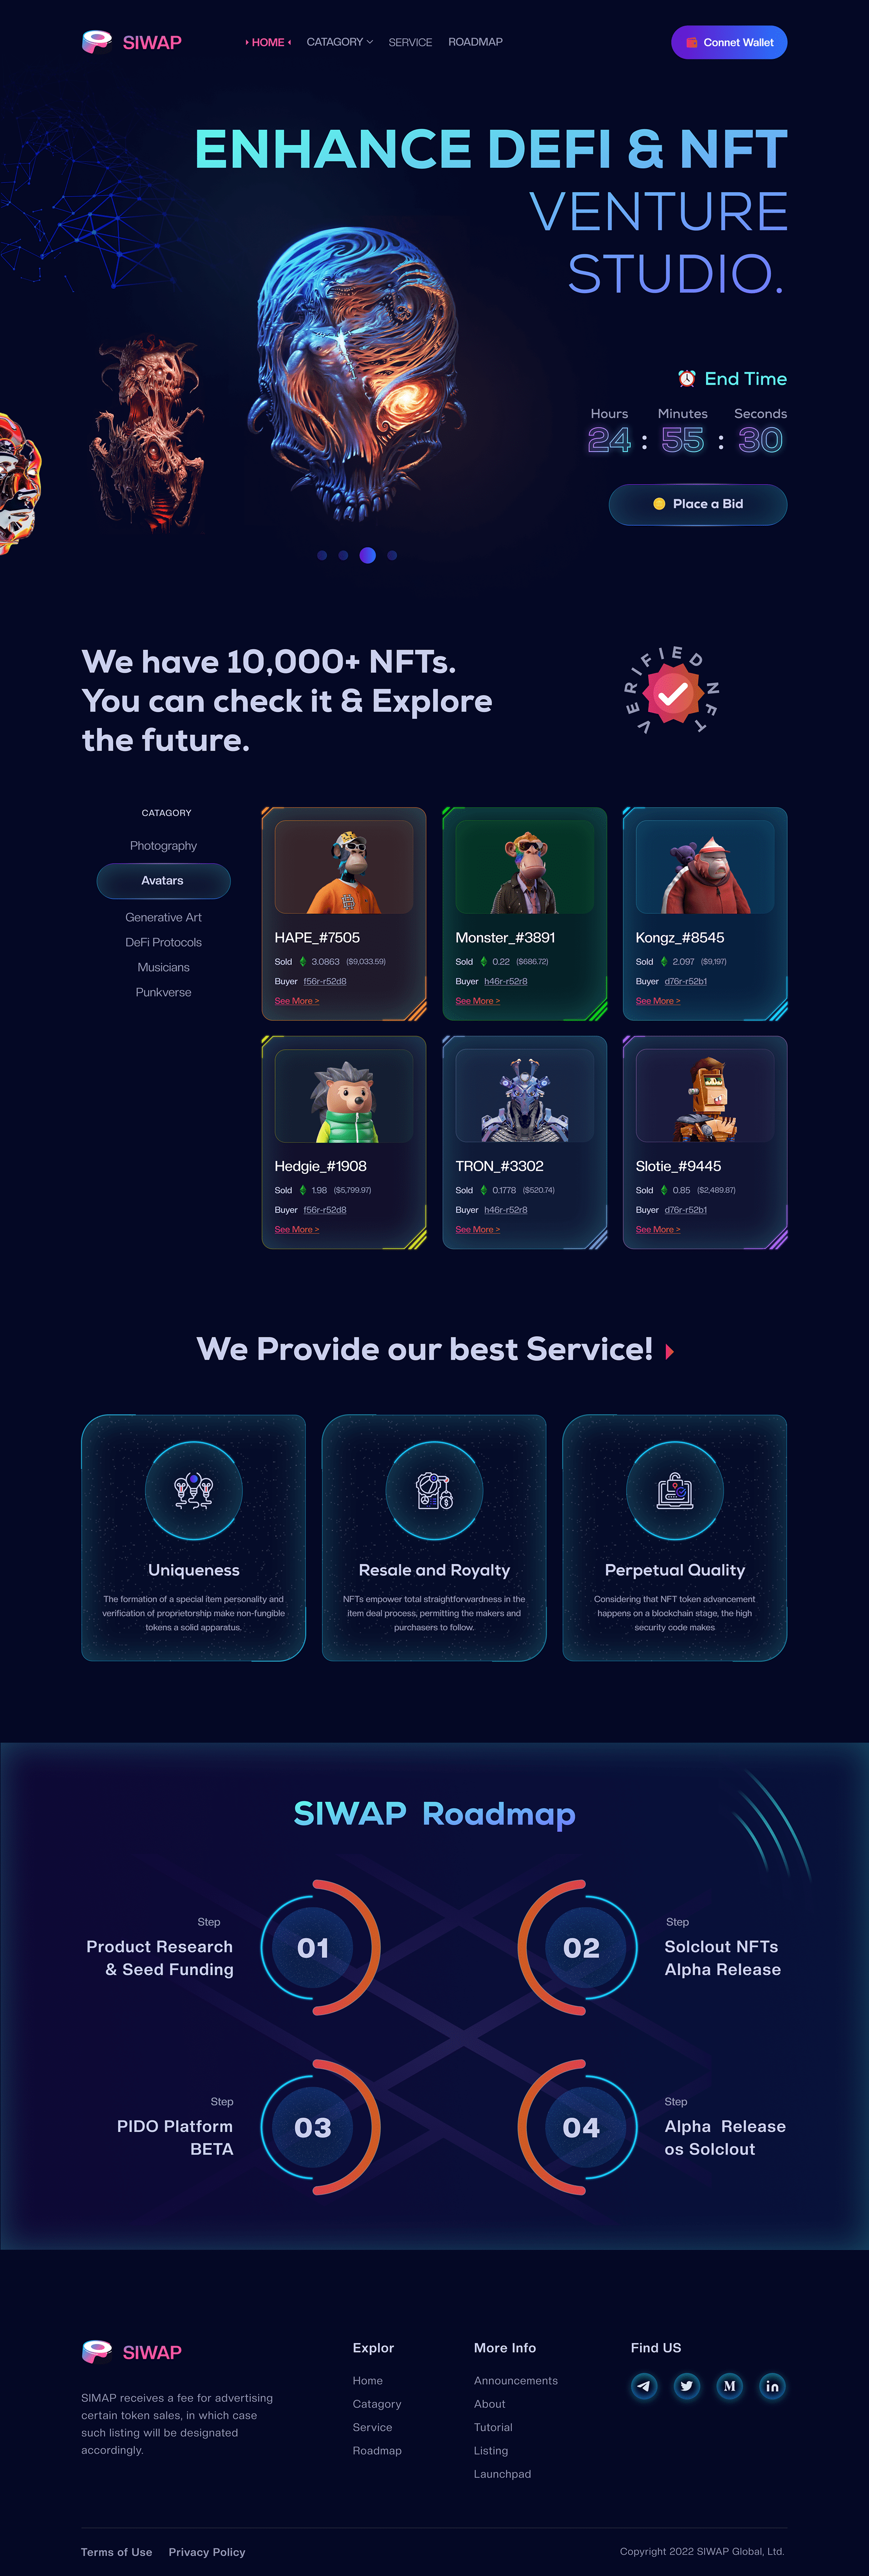 SIWAP
HOME CATAGORY SERVICE ROADMAP
Connet Wallet
ENHANCE DEFI & NFT
VENTURE
STUDIO.
End Time
Hours Minutes Seconds
24 : 55 : 30
Place a Bid
We have 10,000+ NFTs.
You can check it & Explore
the future.
VERIFIED NFT
CATAGORY
Photography
Avatars
Generative Art
DeFi Protocols
Musicians
Punkverse
HAPE_#7505
Sold 3.0863 ($9,033.59)
Buyer f56r-r52d8
See More >
Monster_#3891
Sold 0.22 ($686.72)
Buyer h46r-r52r8
See More >
Kongz_#8545
Sold 2.097 ($9,197)
Buyer d76r-r52b1
See More >
Hedgie_#1908
Sold 1.98 ($5,799.97)
Buyer f56r-r52d8
See More >
TRON_#3302
Sold 0.1778 ($520.74)
Buyer h46r-r52r8
See More >
Slotie_#9445
Sold 0.85 ($2,489.87)
Buyer d76r-r52b1
See More >
We Provide our best Service!
Uniqueness
The formation of a special item personality and
verification of proprietorship make non-fungible
tokens a solid apparatus.
Resale and Royalty
NFTs empower total straightforwardness in the
item deal process, permitting the makers and
purchasers to follow.
Perpetual Quality
Considering that NFT token advancement
happens on a blockchain stage, the high
security code makes
SIWAP Roadmap
Step
Product Research
& Seed Funding
01
02
Step
Solclout NFTs
Alpha Release
Step
PIDO Platform
BETA
03
04
Step
Alpha Release
os Solclout
SIWAP
SIMAP receives a fee for advertising
certain token sales, in which case
such listing will be designated
accordingly.
Explor
Home
Catagory
Service
Roadmap
More Info
Announcements
About
Tutorial
Listing
Launchpad
Find US
M in
Terms of Use Privacy Policy
Copyright 2022 SIWAP Global, Ltd.